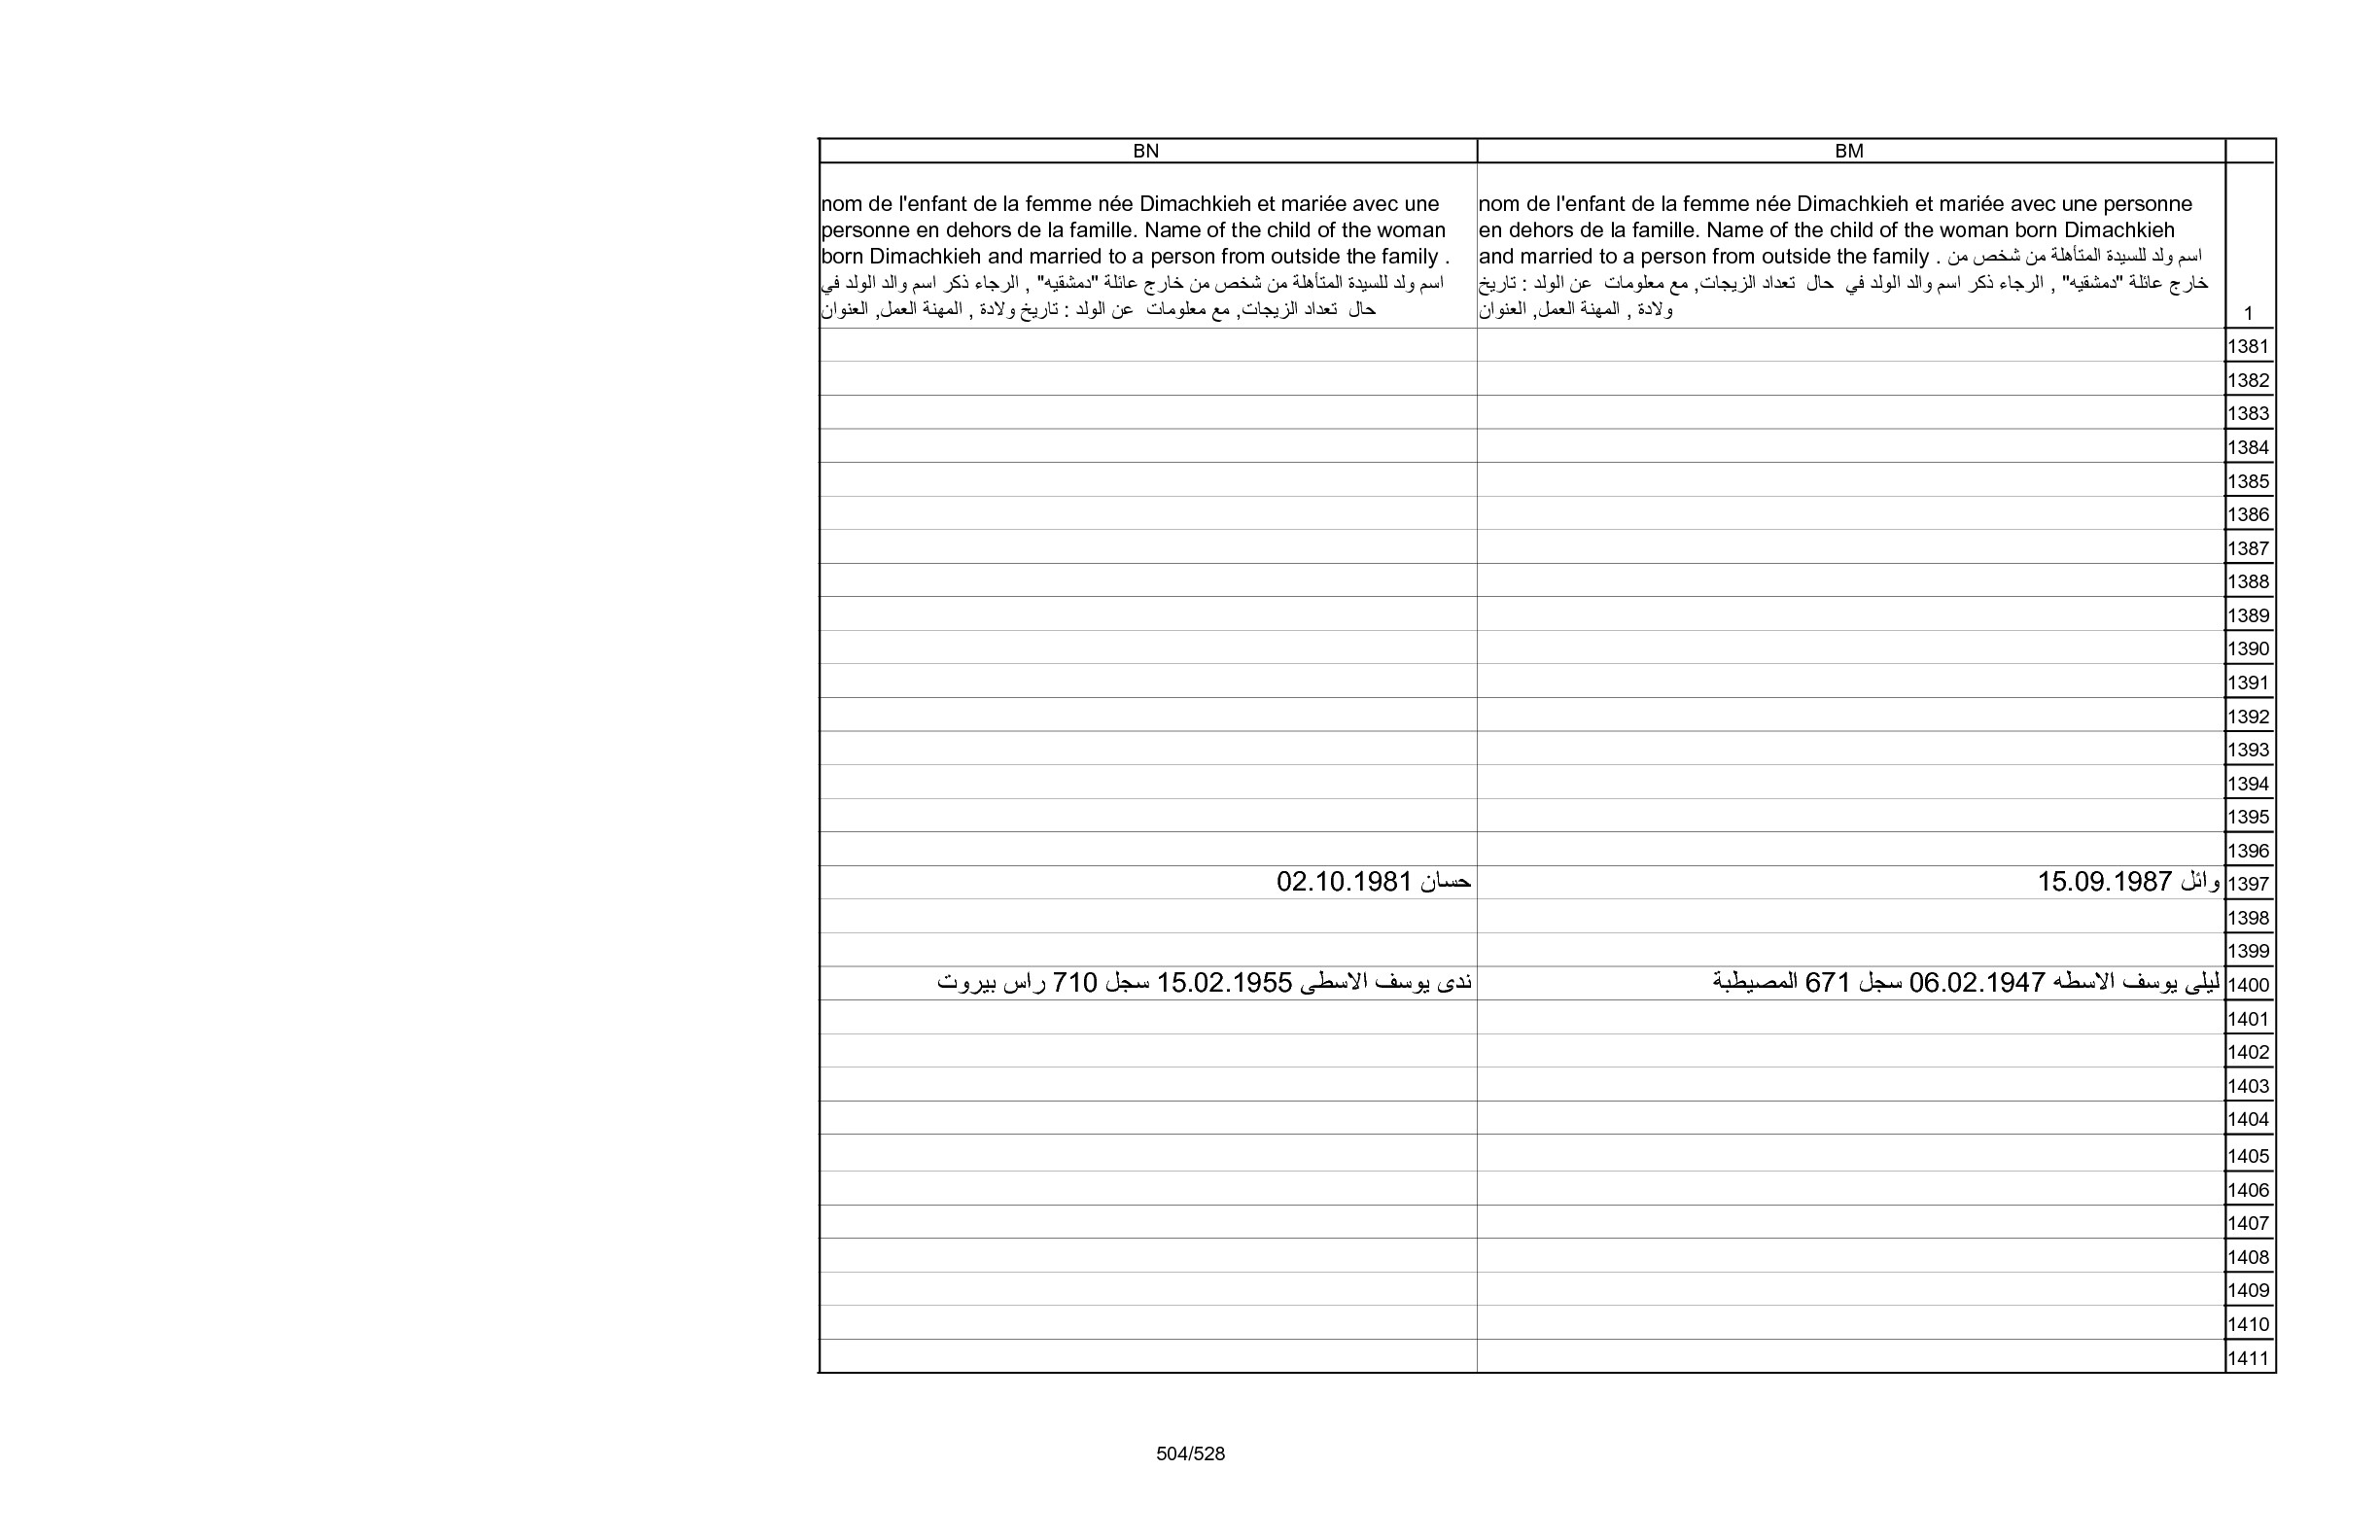 BN
BM
nom de l'enfant de la femme née Dimachkieh et mariée avec une
personne en dehors de la famille. Name of the child of the woman
born Dimachkieh and married to a person from outside the family .
اسم ولد للسيدة المتأهلة من شخص من خارج عائلة "دمشقيه" , الرجاء ذكر اسم والد الولد في
حال تعداد الزيجات, مع معلومات عن الولد : تاريخ ولادة , المهنة العمل, العنوان
nom de l'enfant de la femme née Dimachkieh et mariée avec une personne
en dehors de la famille. Name of the child of the woman born Dimachkieh
and married to a person from outside the family . اسم ولد للسيدة المتأهلة من شخص من
خارج عائلة "دمشقيه" , الرجاء ذكر اسم والد الولد في حال تعداد الزيجات, مع معلومات عن الولد : تاريخ
ولادة , المهنة العمل, العنوان
1
1381
1382
1383
1384
1385
1386
1387
1388
1389
1390
1391
1392
1393
1394
1395
1396
حسان 02.10.1981
وائل 15.09.1987
1397
1398
1399
ندى يوسف الاسطى 15.02.1955 سجل 710 راس بيروت
ليلى يوسف الاسطه 06.02.1947 سجل 671 المصيطبة
1400
1401
1402
1403
1404
1405
1406
1407
1408
1409
1410
1411
504/528